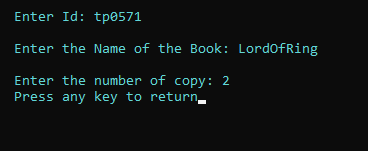 Enter Id: tp0571
Enter the Name of the Book: LordOfRing
Enter the number of copy: 2
Press any key to return